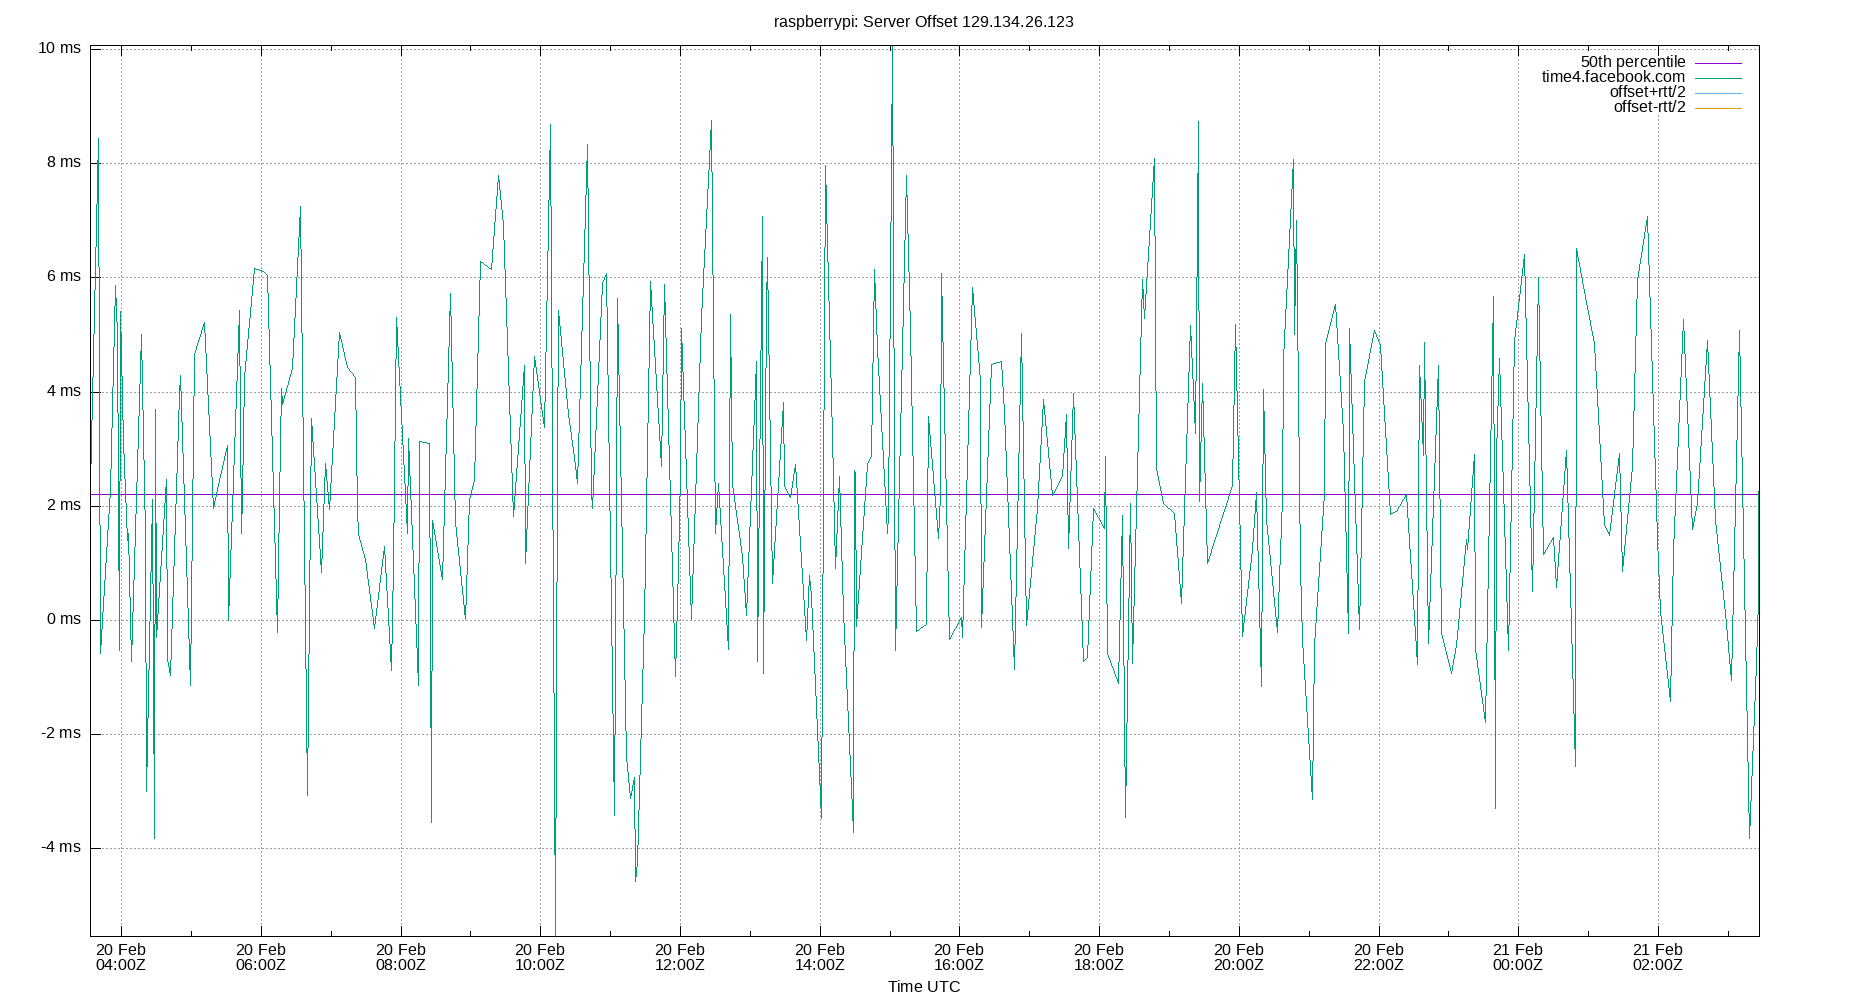 raspberrypi: Server Offset 129.134.26.123
10 ms
8 ms
6 ms
4 ms
2 ms
0 ms
-2 ms
-4 ms
50th percentile
time4.facebook.com
offset+rtt/2
offset-rtt/2
20 Feb 20 Feb 20 Feb 20 Feb 20 Feb 20 Feb 20 Feb 20 Feb 20 Feb 20 Feb 21 Feb 21 Feb
04:00Z 06:00Z 08:00Z 10:00Z 12:00Z 14:00Z 16:00Z 18:00Z 20:00Z 22:00Z 00:00Z 02:00Z
Time UTC